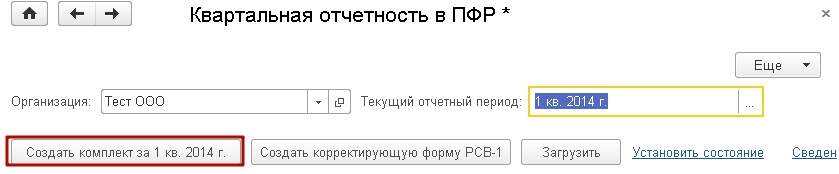 Квартальная отчетность в ПФР *
Еще
Организация: Тест ООО Текущий отчетный период: 1 кв. 2014 г. ...
Создать комплект за 1 кв. 2014 г. Создать корректирующую форму РСВ-1 Загрузить Установить состояние Сведен